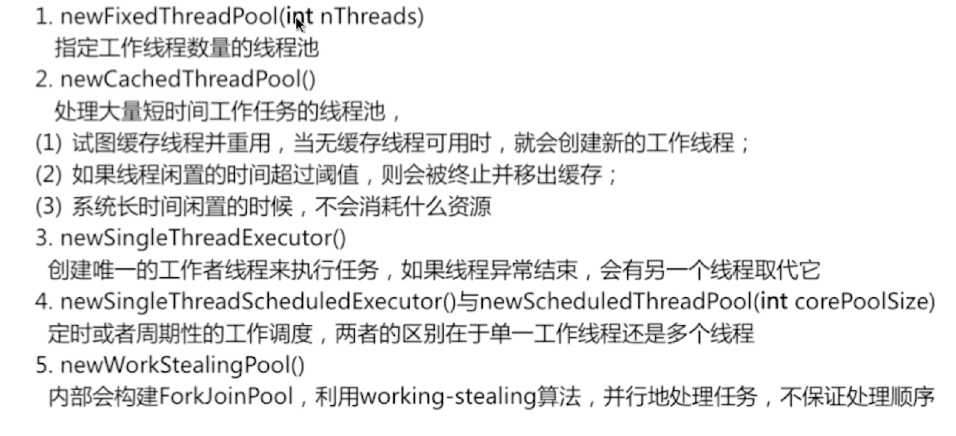 1. newFixedThreadPool(int nThreads)
指定工作线程数量的线程池
2. newCachedThreadPool()
处理大量短时间工作任务的线程池，
(1) 试图缓存线程并重用，当无缓存线程可用时，就会创建新的工作线程；
(2) 如果线程闲置的时间超过阈值，则会被终止并移出缓存；
(3) 系统长时间闲置的时候，不会消耗什么资源
3. newSingleThreadExecutor()
创建唯一的工作者线程来执行任务，如果线程异常结束，会有另一个线程取代它
4. newSingleThreadScheduledExecutor()与newScheduledThreadPool(int corePoolSize)
定时或者周期性的工作调度，两者的区别在于单一工作线程还是多个线程
5. newWorkStealingPool()
内部会构建ForkJoinPool，利用working-stealing算法，并行地处理任务，不保证处理顺序